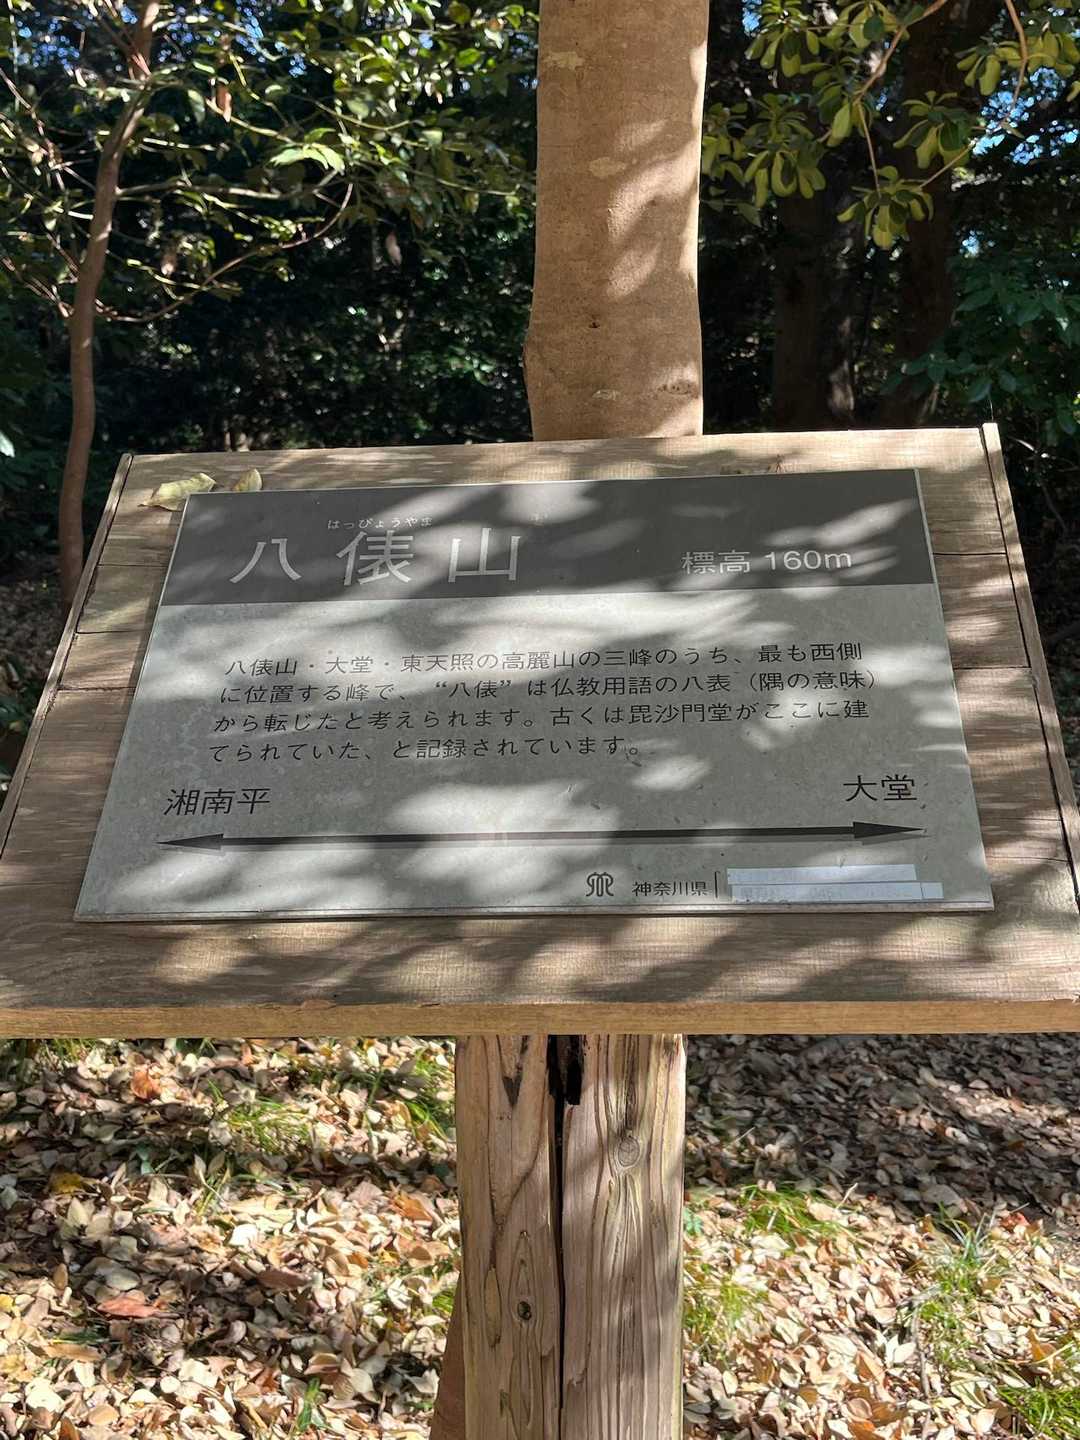 はっぴょうやま
八俵山 標高 160m
八俵山・大堂・東天照の高麗山の三峰のうち、最も西側
に位置する峰で、“八俵”は仏教用語の八表（隅の意味）
から転じたと考えられます。古くは毘沙門堂がここに建
てられていた、と記録されています。
湘南平 大堂
神奈川県